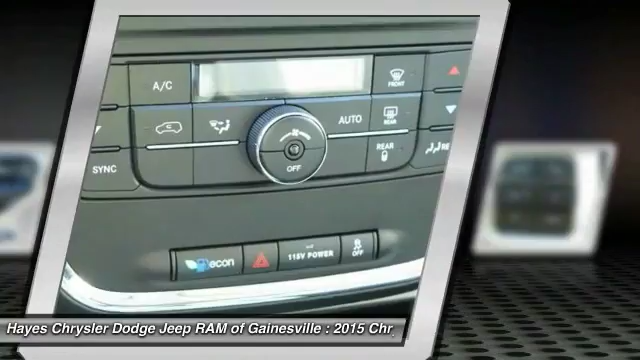 A/C
FRONT
AUTO
REAR
SYNC
OFF
REAR
RE
econ
115V POWER
OFF
Hayes Chrysler Dodge Jeep RAM of Gainesville : 2015 Chr